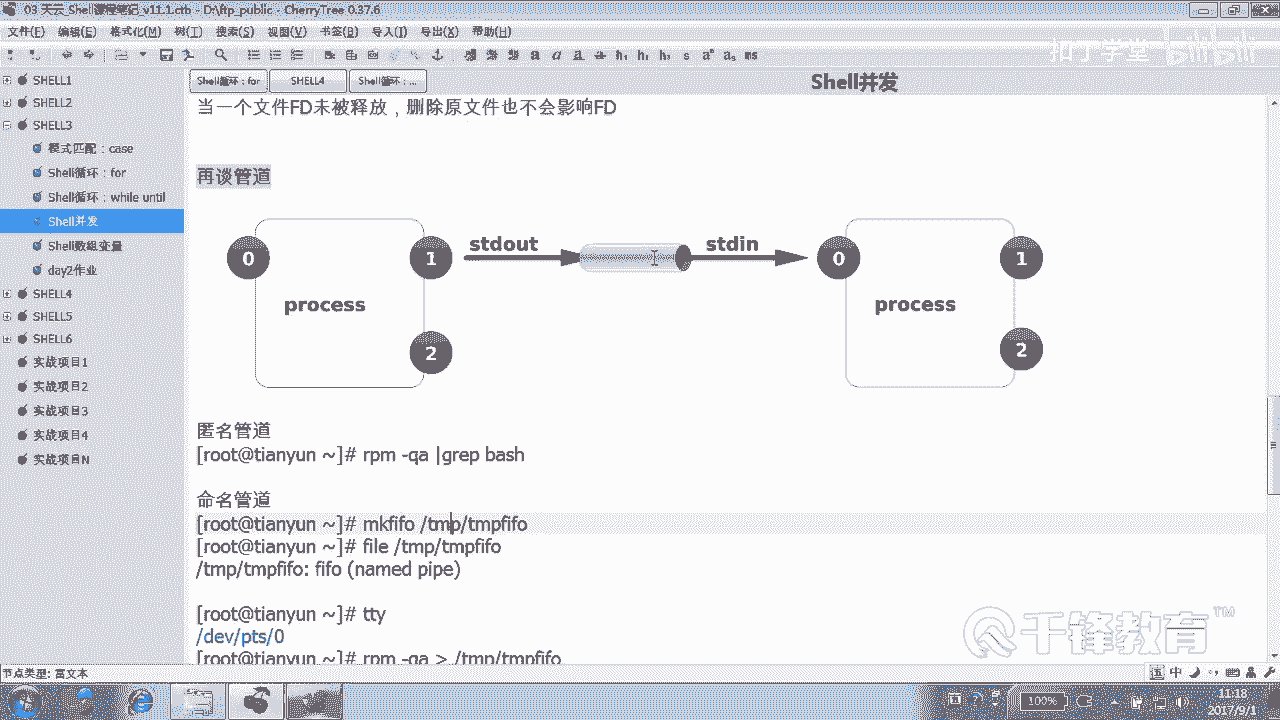 03 天云_Shell课程笔记_v11.1.ctb - D:\ftp_public - CherryTree 0.37.6
文件(F) 编辑(E) 格式化(M) 树(T) 搜索(S) 视图(V) 书签(B) 导入(I) 导出(X) 帮助(H)
扣丁学堂 bilibili
SHELL1
SHELL2
SHELL3
模式匹配：case
Shell循环：for
Shell循环：while until
Shell并发
Shell数组变量
day2作业
SHELL4
SHELL5
SHELL6
实战项目1
实战项目2
实战项目3
实战项目4
实战项目N
Shell循环：for SHELL4 Shell循环：...
Shell并发
当一个文件FD未被释放，删除原文件也不会影响FD
再谈管道
0 1 stdout stdin 0 1
process process
2 2
匿名管道
[root@tianyun ~]# rpm -qa |grep bash
命名管道
[root@tianyun ~]# mkfifo /tmp/tmpfifo
[root@tianyun ~]# file /tmp/tmpfifo
/tmp/tmpfifo: fifo (named pipe)
[root@tianyun ~]# tty
/dev/pts/0
[root@tianyun ~]# rpm -qa > /tmp/tmpfifo
千锋教育 TM
节点类型: 富文本
中
100%
11:18
2017/9/1